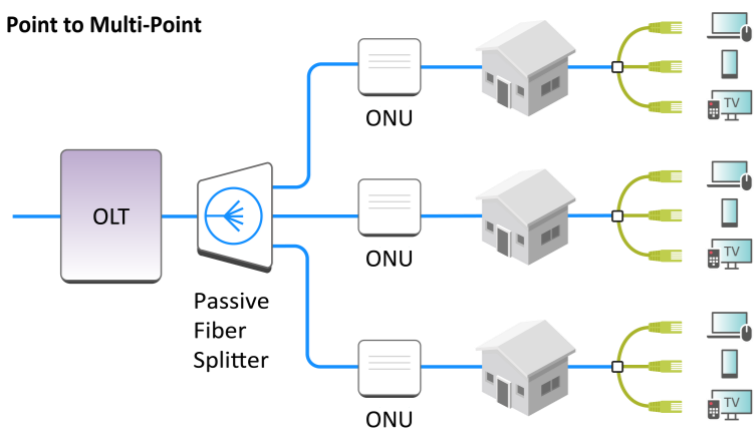 Point to Multi-Point
ONU
TV
OLT
ONU
TV
Passive
Fiber
Splitter
ONU
TV